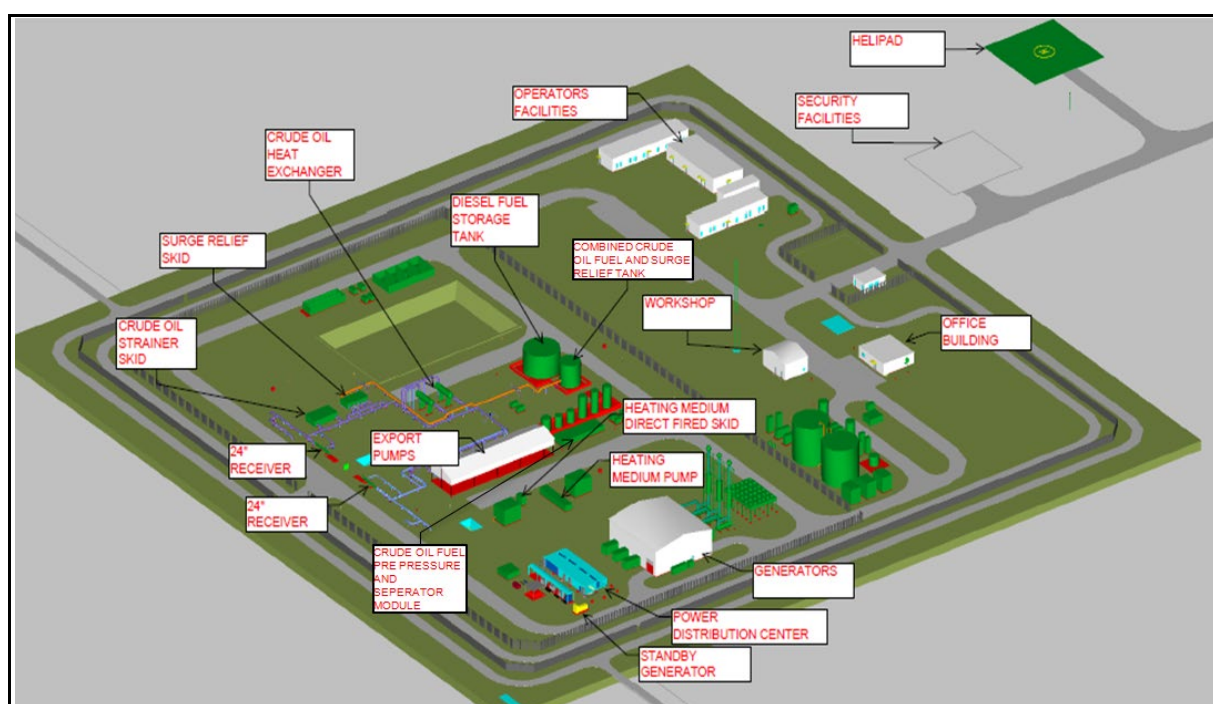 HELIPAD
OPERATORS
FACILITIES
SECURITY
FACILITIES
CRUDE OIL
HEAT
EXCHANGER
DIESEL FUEL
STORAGE
TANK
COMBINED CRUDE
OIL FUEL AND SURGE
RELIEF TANK
SURGE RELIEF
SKID
WORKSHOP
OFFICE
BUILDING
CRUDE OIL
STRAINER
SKID
HEATING MEDIUM
DIRECT FIRED SKID
EXPORT
PUMPS
24"
RECEIVER
HEATING
MEDIUM PUMP
24"
RECEIVER
CRUDE OIL FUEL
PRE PRESSURE
AND
SEPERATOR
MODULE
GENERATORS
POWER
DISTRIBUTION CENTER
STANDBY
GENERATOR